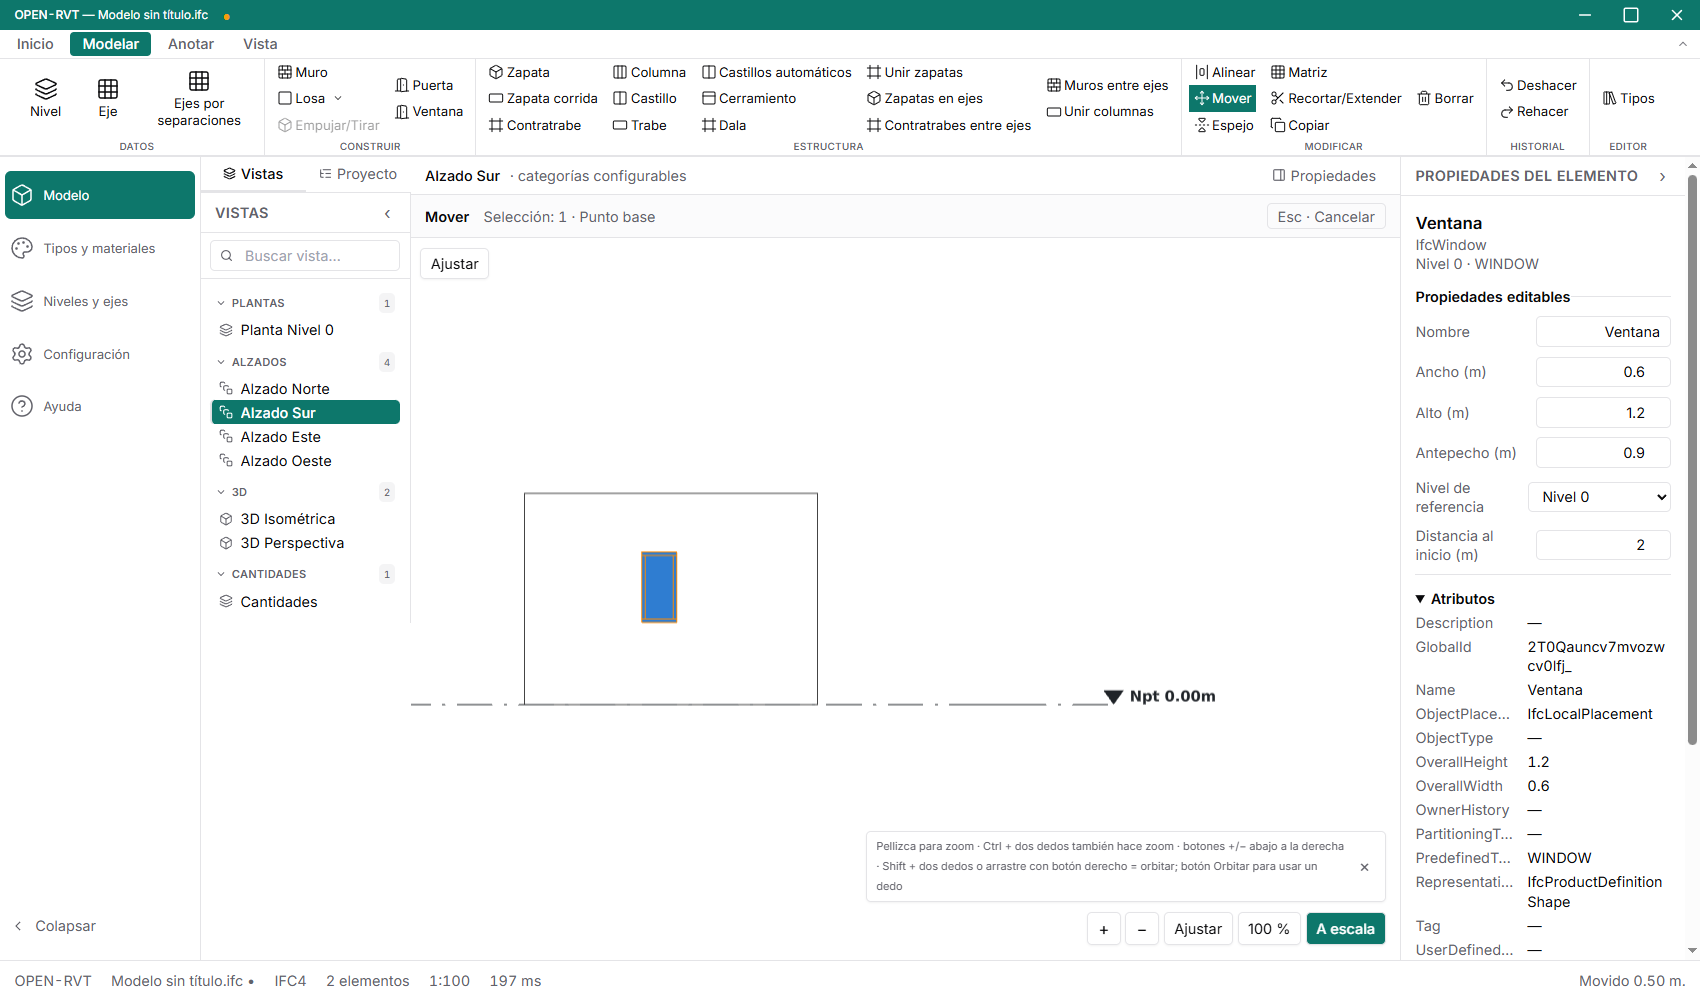 OPEN-RVT — Modelo sin título.ifc
Inicio
Modelar
Anotar
Vista
Nivel
Eje
Ejes por
separaciones
DATOS
Muro
Losa
Empujar/Tirar
Puerta
Ventana
CONSTRUIR
Zapata
Zapata corrida
Contratrabe
Columna
Castillo
Trabe
Castillos automáticos
Cerramiento
Dala
Unir zapatas
Zapatas en ejes
Contratrabes entre ejes
Muros entre ejes
Unir columnas
ESTRUCTURA
Alinear
Mover
Espejo
Matriz
Recortar/Extender
Copiar
Borrar
MODIFICAR
Deshacer
Rehacer
HISTORIAL
Tipos
EDITOR
Modelo
Tipos y materiales
Niveles y ejes
Configuración
Ayuda
Colapsar
Vistas
Proyecto
VISTAS
Buscar vista...
PLANTAS 1
Planta Nivel 0
ALZADOS 4
Alzado Norte
Alzado Sur
Alzado Este
Alzado Oeste
3D 2
3D Isométrica
3D Perspectiva
CANTIDADES 1
Cantidades
Alzado Sur · categorías configurables
Propiedades
Mover Selección: 1 · Punto base
Esc · Cancelar
Ajustar
Npt 0.00m
Pellizca para zoom · Ctrl + dos dedos también hace zoom · botones +/− abajo a la derecha
· Shift + dos dedos o arrastre con botón derecho = orbitar; botón Orbitar para usar un
dedo
+
−
Ajustar
100 %
A escala
PROPIEDADES DEL ELEMENTO
Ventana
IfcWindow
Nivel 0 · WINDOW
Propiedades editables
Nombre Ventana
Ancho (m) 0.6
Alto (m) 1.2
Antepecho (m) 0.9
Nivel de
referencia
Nivel 0
Distancia al
inicio (m)
2
Atributos
Description —
GlobalId 2T0Qauncv7mvozw
cv0lfj_
Name Ventana
ObjectPlace... IfcLocalPlacement
ObjectType —
OverallHeight 1.2
OverallWidth 0.6
OwnerHistory —
PartitioningT... —
PredefinedT... WINDOW
Representati... IfcProductDefinition
Shape
Tag —
UserDefined... —
OPEN-RVT Modelo sin título.ifc • IFC4 2 elementos 1:100 197 ms
Movido 0.50 m.